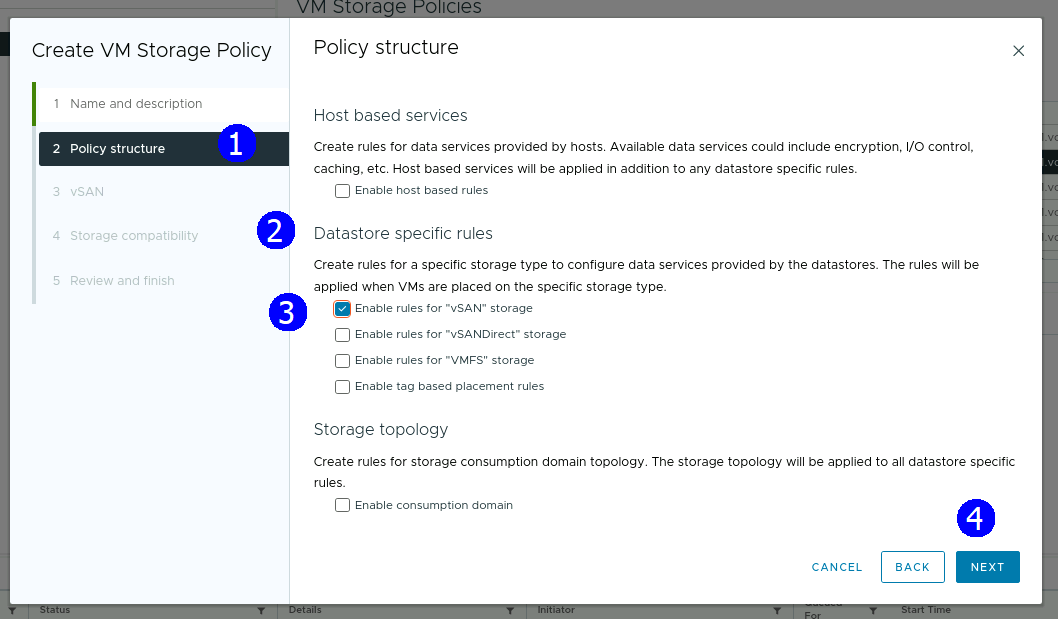 VM Storage Policies
Create VM Storage Policy
1 Name and description
2 Policy structure
1
3 vSAN
4 Storage compatibility
5 Review and finish
Policy structure
Host based services
Create rules for data services provided by hosts. Available data services could include encryption, I/O control,
caching, etc. Host based services will be applied in addition to any datastore specific rules.
Enable host based rules
2
Datastore specific rules
Create rules for a specific storage type to configure data services provided by the datastores. The rules will be
applied when VMs are placed on the specific storage type.
3
Enable rules for "vSAN" storage
Enable rules for "vSANDirect" storage
Enable rules for "VMFS" storage
Enable tag based placement rules
Storage topology
Create rules for storage consumption domain topology. The storage topology will be applied to all datastore specific
rules.
Enable consumption domain
4
CANCEL
BACK
NEXT
Status
Details
Initiator
For
Start Time